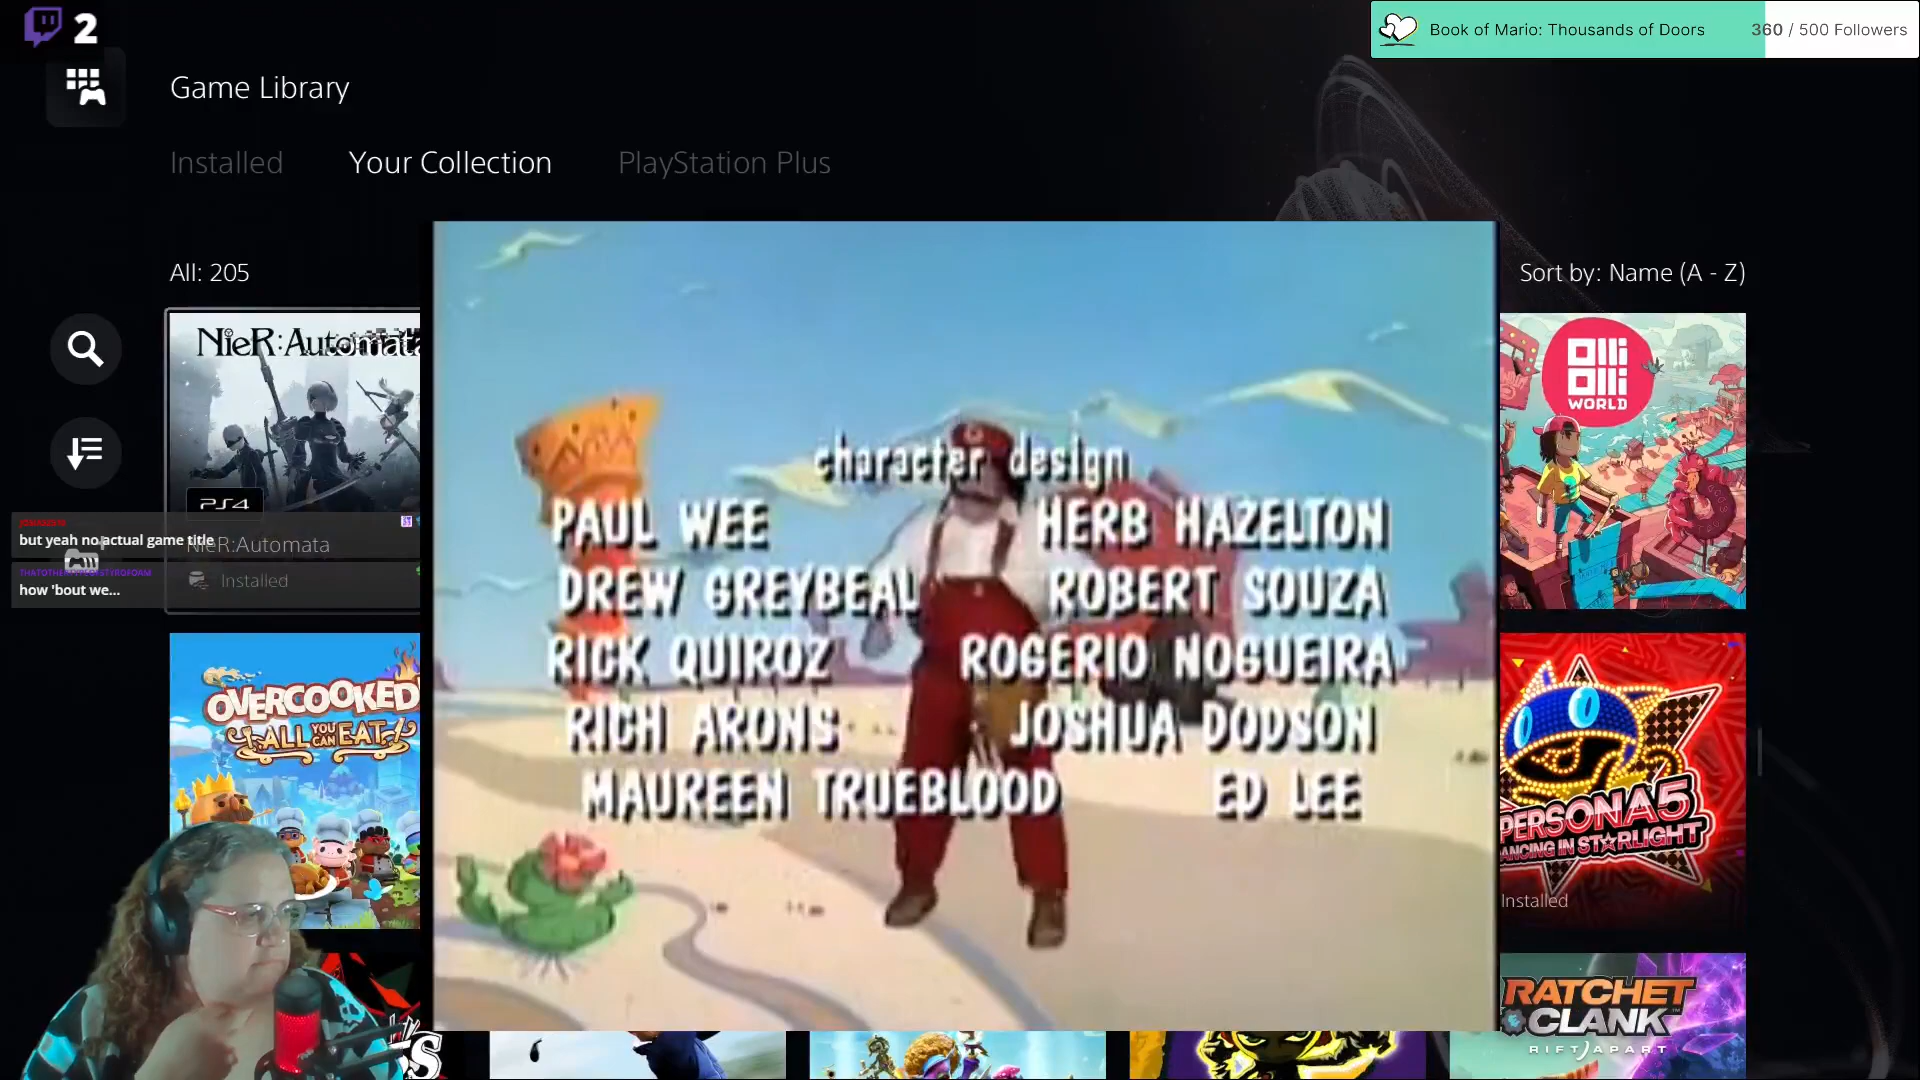 2
Book of Mario: Thousands of Doors 360 / 500 Followers
Game Library
Installed Your Collection PlayStation Plus
All: 205
Sort by: Name (A - Z)
NieR:Automata
PS4
but yeah no actual game title
NieR:Automata
how 'bout we...
Installed
OVERCOOKED
ALL YOU CAN EAT
character design
PAUL WEE HERB HAZELTON
DREW GREYBEAL ROBERT SOUZA
RICK QUIROZ ROGERIO NOGUEIRA
RICH ARONS JOSHUA DODSON
MAUREEN TRUEBLOOD ED LEE
OlliOlli
WORLD
PERSONA5
DANCING IN STARLIGHT
Installed
RATCHET
CLANK
RIFT APART